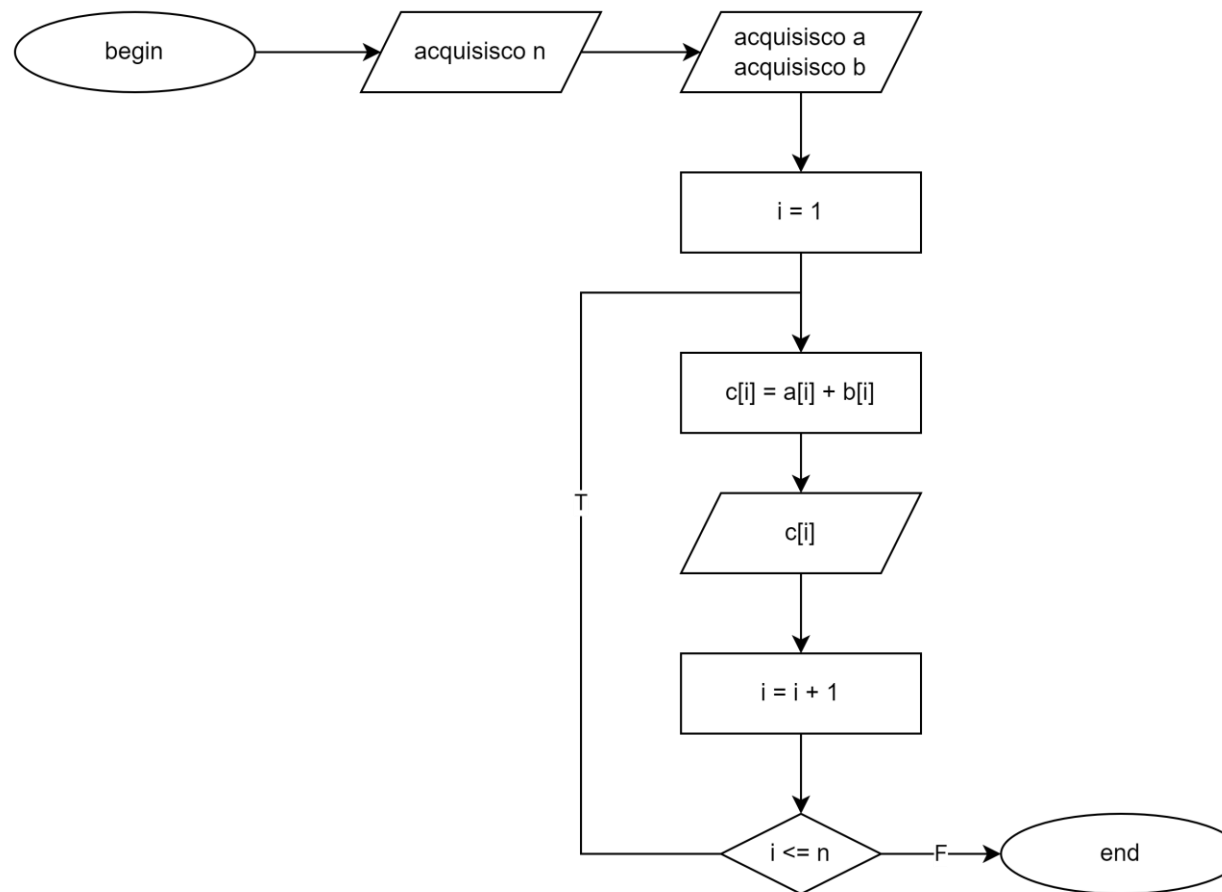 begin
acquisisco n
acquisisco a
acquisisco b
i = 1
c[i] = a[i] + b[i]
T
c[i]
i = i + 1
i <= n
F
end